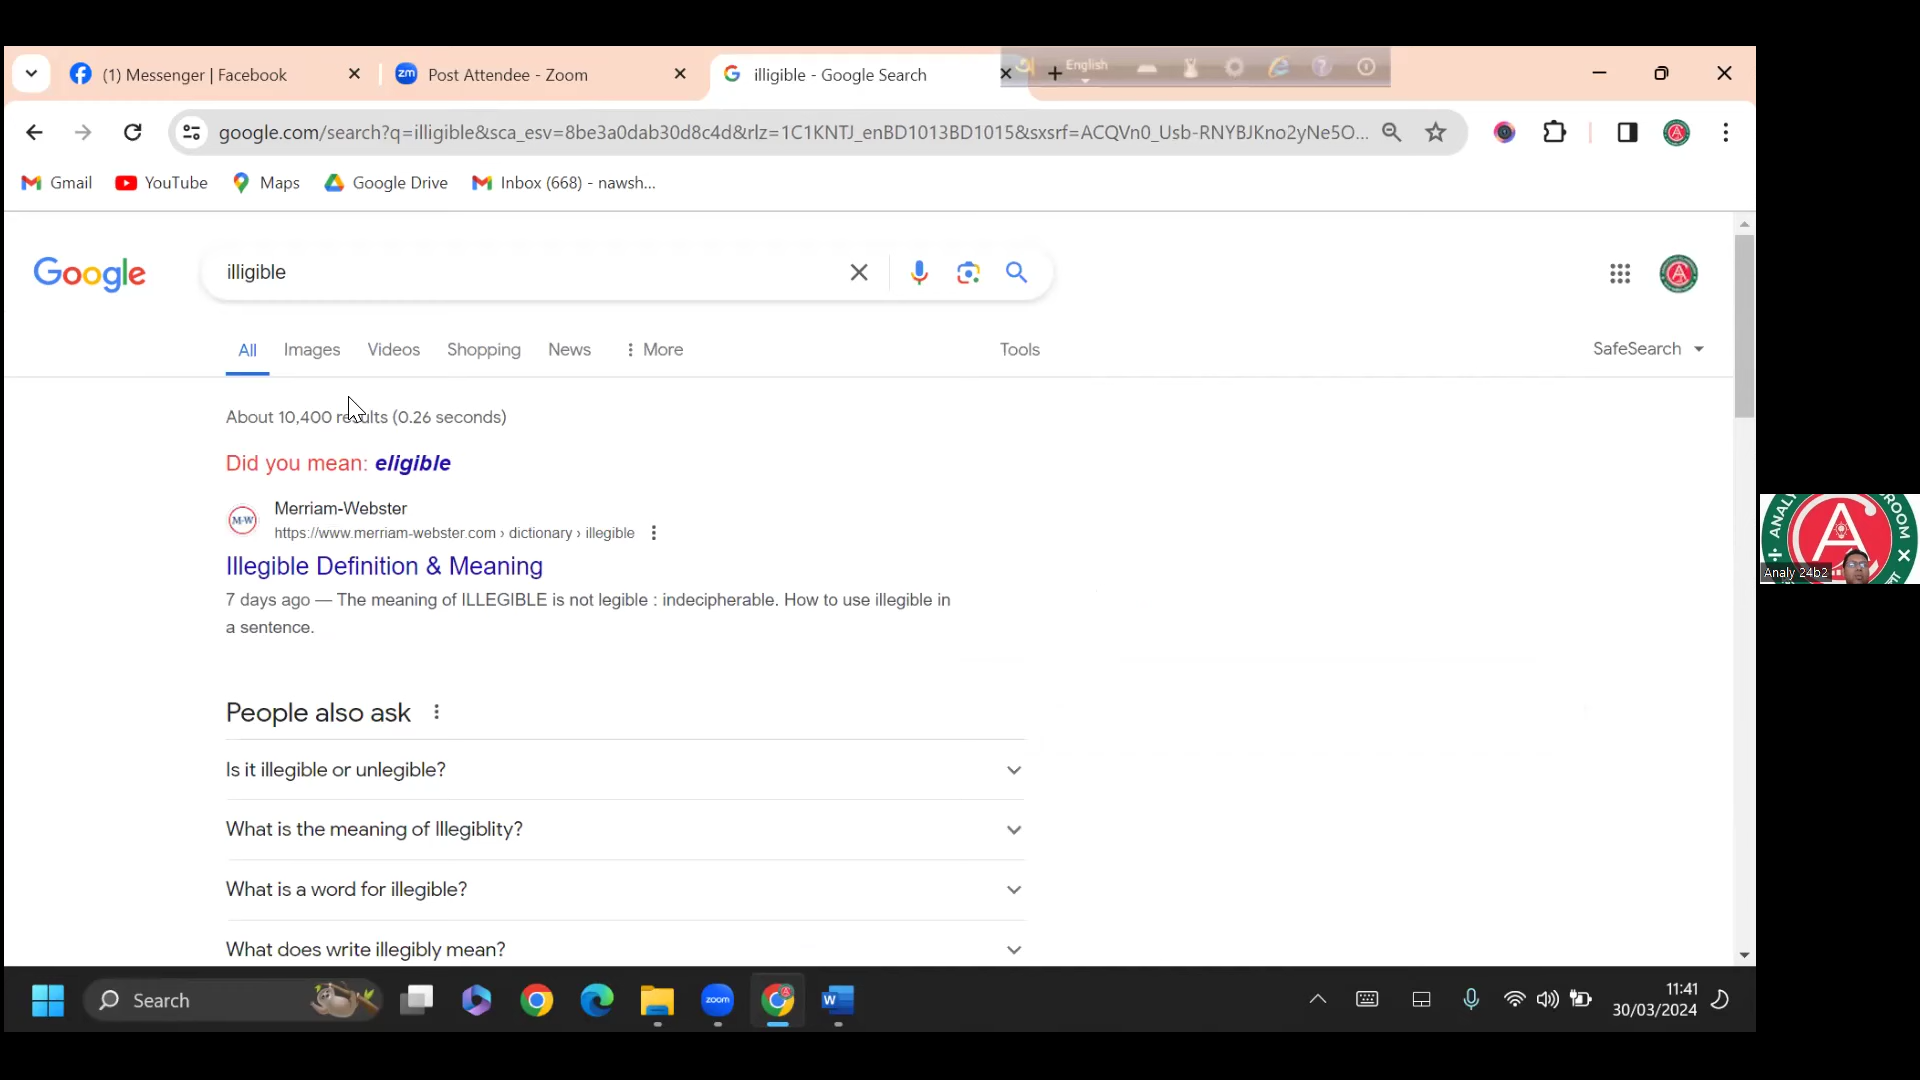 (1) Messenger | Facebook
Post Attendee - Zoom
illigible - Google Search
English
google.com/search?q=illigible&sca_esv=8be3a0dab30d8c4d&rlz=1C1KNTJ_enBD1013BD1015&sxsrf=ACQVn0_Usb-RNYBJKno2yNe5O...
Gmail
YouTube
Maps
Google Drive
Inbox (668) - nawsh...
Google
illigible
All
Images
Videos
Shopping
News
More
Tools
SafeSearch
About 10,400 results (0.26 seconds)
Did you mean: eligible
M-W
Merriam-Webster
https://www.merriam-webster.com › dictionary › illegible
Illegible Definition & Meaning
7 days ago — The meaning of ILLEGIBLE is not legible : indecipherable. How to use illegible in
a sentence.
People also ask
Is it illegible or unlegible?
What is the meaning of Illegiblity?
What is a word for illegible?
What does write illegibly mean?
Analy 24b2
Search
zoom
W
11:41
30/03/2024